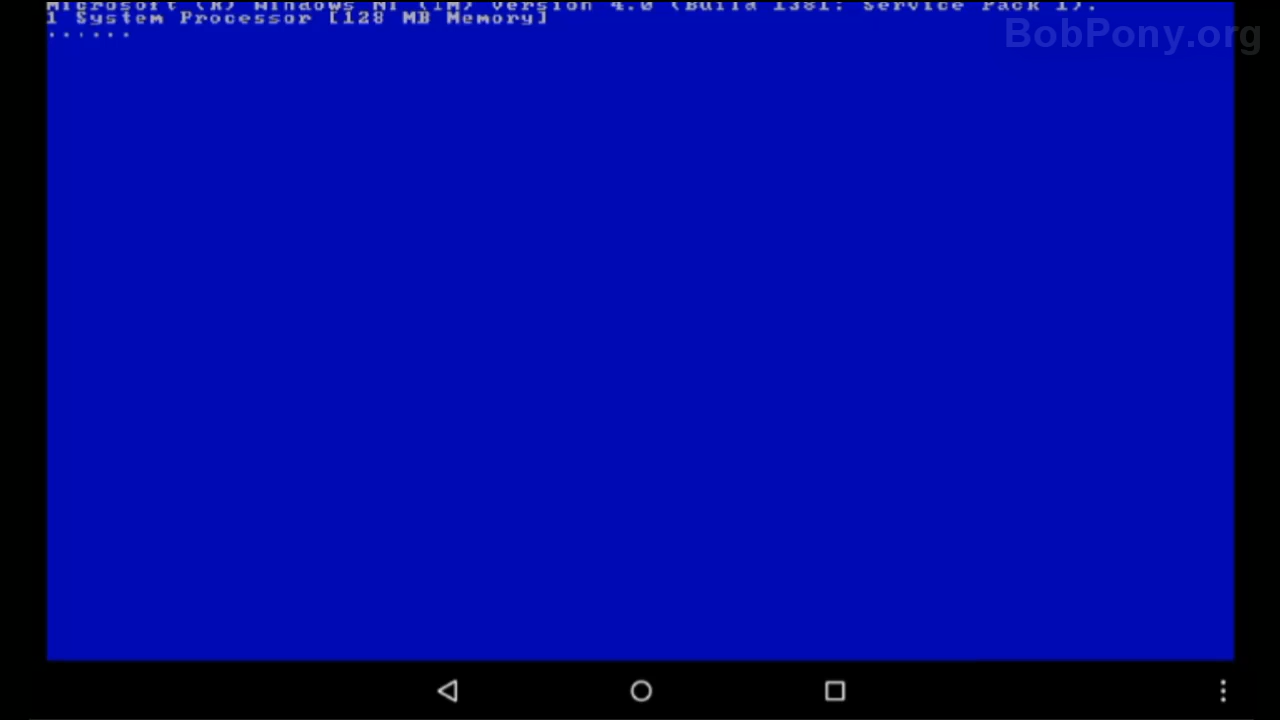 Microsoft (R) Windows NT (TM) Version 4.0 (Build 1381: Service Pack 1).
1 System Processor [128 MB Memory]
......
BobPony.org